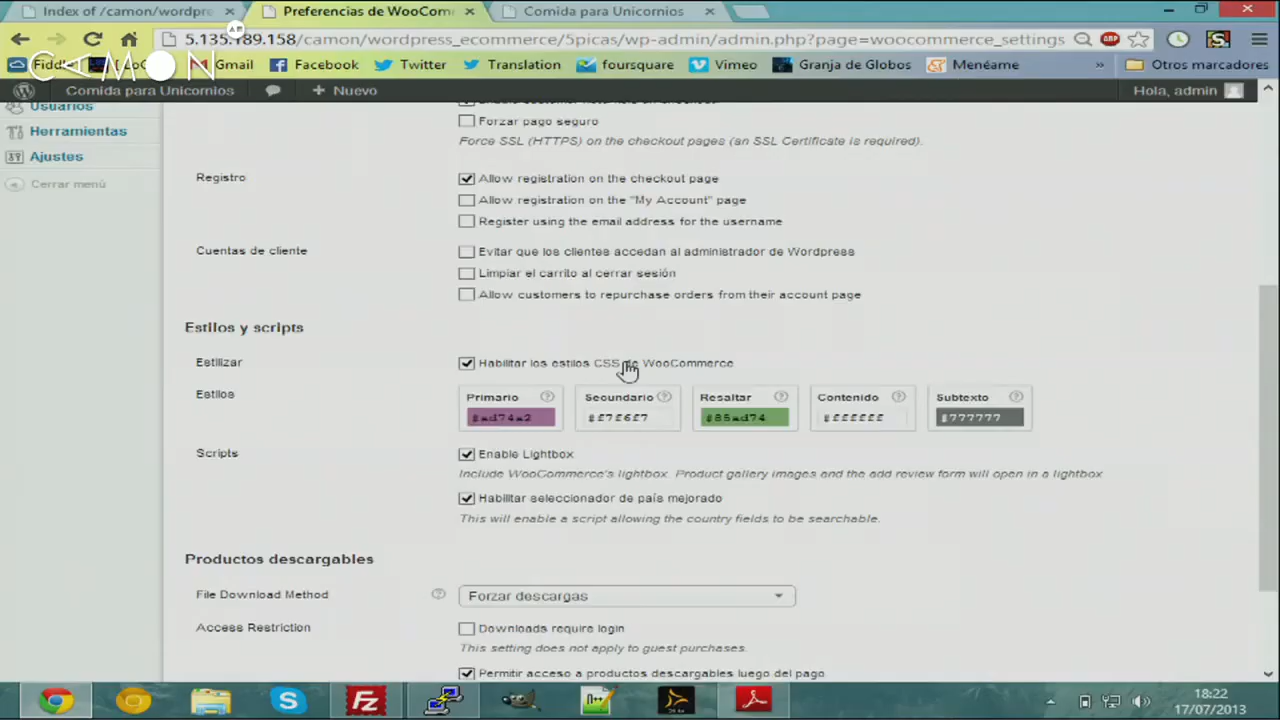 Index of /camon/wordpre
Preferencias de WooCom
Comida para Unicornios
5.135.189.158/camon/wordpress_ecommerce/5picas/wp-admin/admin.php?page=woocommerce_settings
ABP
CAMON
Gmail
Facebook
Twitter
Translation
foursquare
Vimeo
Granja de Globos
Menéame
»
Otros marcadores
Comida para Unicornios
+ Nuevo
Hola, admin
Usuarios
Herramientas
Ajustes
Cerrar menú
Forzar pago seguro
Force SSL (HTTPS) on the checkout pages (an SSL Certificate is required).
Registro
Allow registration on the checkout page
Allow registration on the "My Account" page
Register using the email address for the username
Cuentas de cliente
Evitar que los clientes accedan al administrador de Wordpress
Limpiar el carrito al cerrar sesión
Allow customers to repurchase orders from their account page
Estilos y scripts
Estilizar
Habilitar los estilos CSS de WooCommerce
Estilos
Primario
Secundario
Resaltar
Contenido
Subtexto
#ad74a2
#f7f6f7
#85ad74
#ffffff
#777777
Scripts
Enable Lightbox
Include WooCommerce's lightbox. Product gallery images and the add review form will open in a lightbox
Habilitar seleccionador de país mejorado
This will enable a script allowing the country fields to be searchable.
Productos descargables
File Download Method
Forzar descargas
Access Restriction
Downloads require login
This setting does not apply to guest purchases.
Permitir acceso a productos descargables luego del pago
18:22
17/07/2013